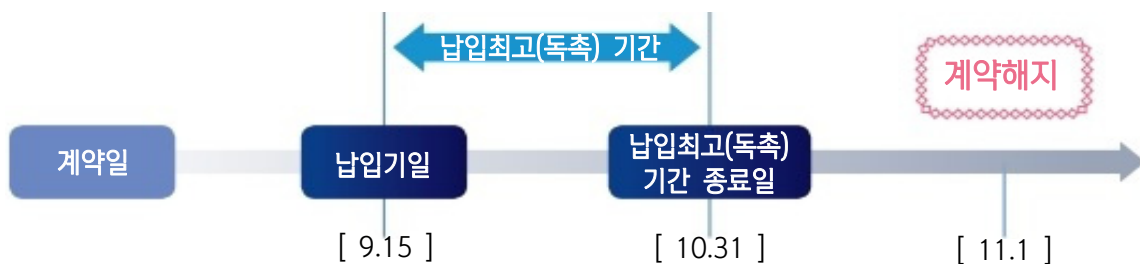 납입최고(독촉) 기간
계약해지
계약일
납입기일
납입최고(독촉)
기간 종료일
[ 9.15 ]
[ 10.31 ]
[ 11.1 ]